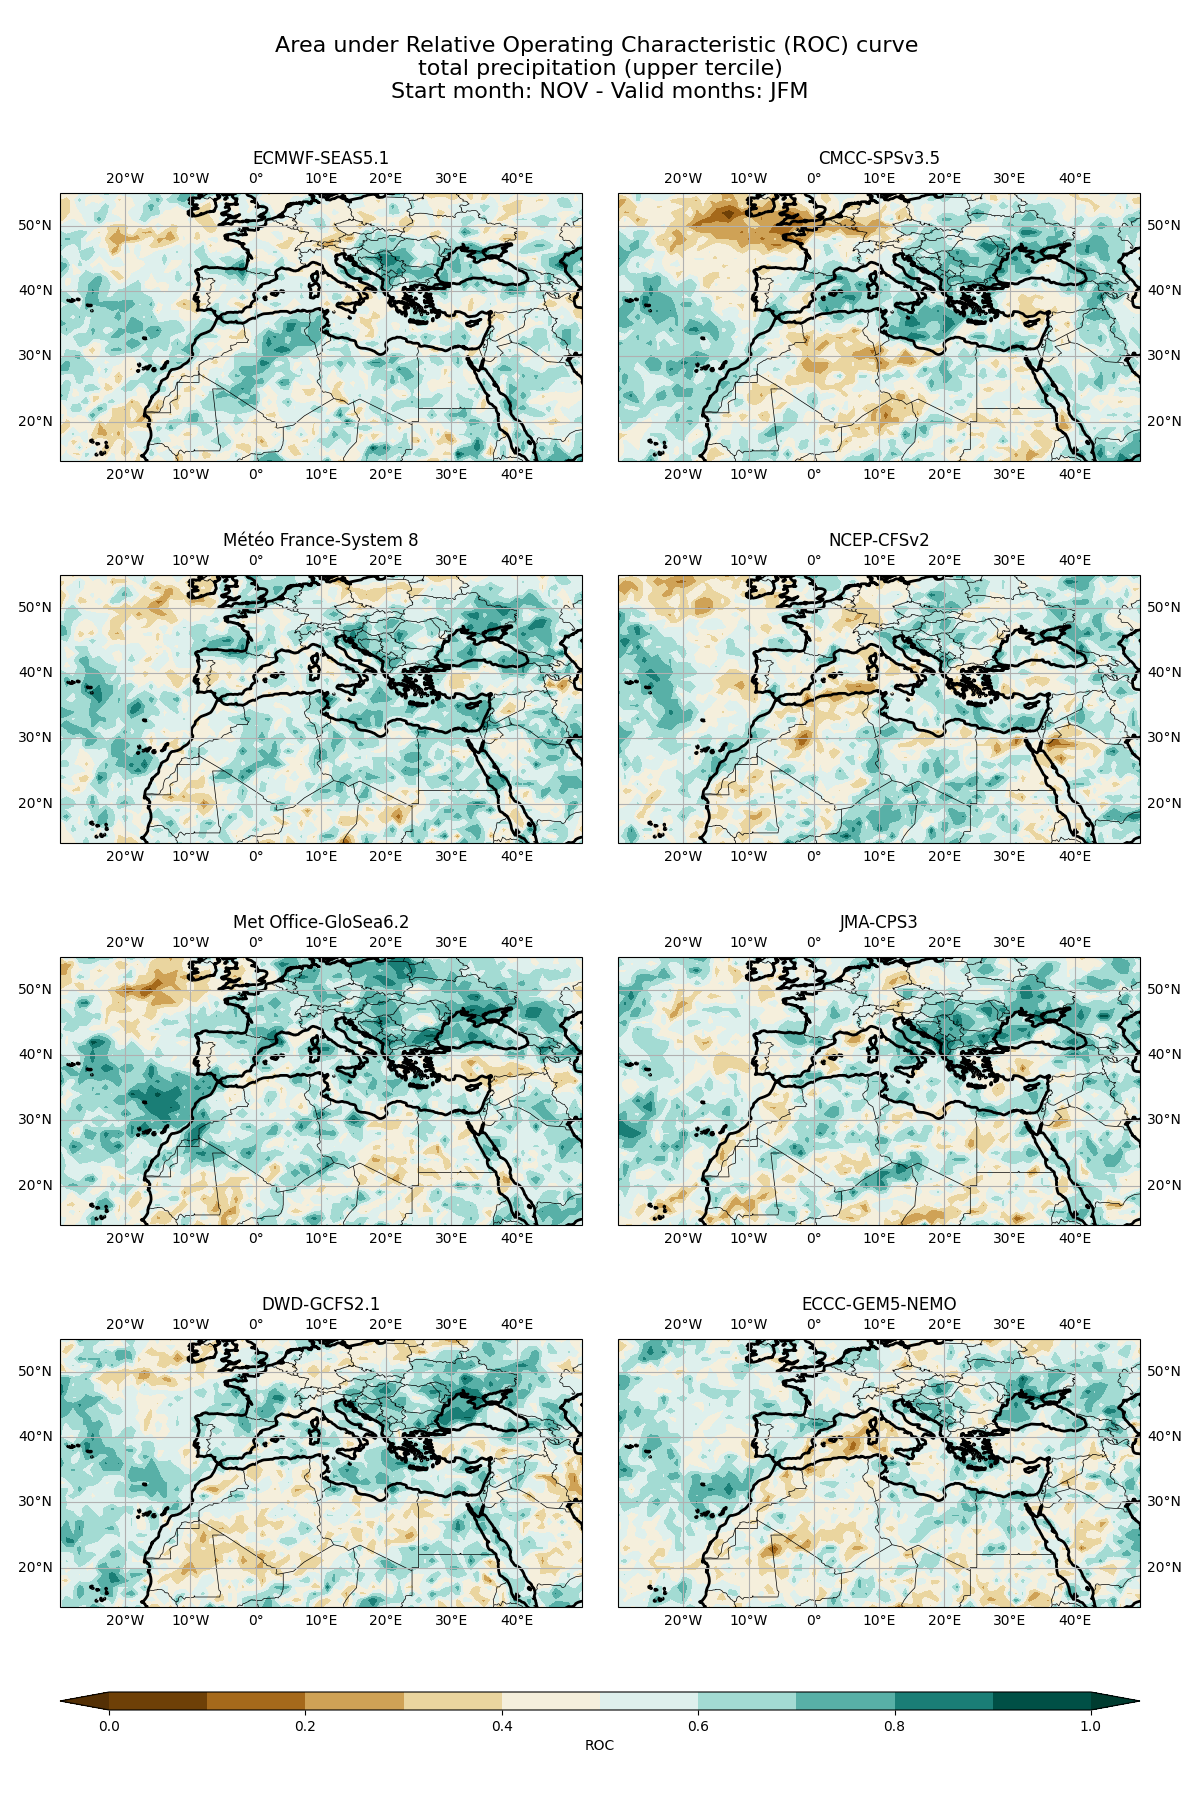 Area under Relative Operating Characteristic (ROC) curve
total precipitation (upper tercile)
Start month: NOV - Valid months: JFM
ECMWF-SEAS5.1
20°W 10°W 0° 10°E 20°E 30°E 40°E
50°N
40°N
30°N
20°N
20°W 10°W 0° 10°E 20°E 30°E 40°E
CMCC-SPSv3.5
20°W 10°W 0° 10°E 20°E 30°E 40°E
50°N
40°N
30°N
20°N
20°W 10°W 0° 10°E 20°E 30°E 40°E
Météo France-System 8
20°W 10°W 0° 10°E 20°E 30°E 40°E
50°N
40°N
30°N
20°N
20°W 10°W 0° 10°E 20°E 30°E 40°E
NCEP-CFSv2
20°W 10°W 0° 10°E 20°E 30°E 40°E
50°N
40°N
30°N
20°N
20°W 10°W 0° 10°E 20°E 30°E 40°E
Met Office-GloSea6.2
20°W 10°W 0° 10°E 20°E 30°E 40°E
50°N
40°N
30°N
20°N
20°W 10°W 0° 10°E 20°E 30°E 40°E
JMA-CPS3
20°W 10°W 0° 10°E 20°E 30°E 40°E
50°N
40°N
30°N
20°N
20°W 10°W 0° 10°E 20°E 30°E 40°E
DWD-GCFS2.1
20°W 10°W 0° 10°E 20°E 30°E 40°E
50°N
40°N
30°N
20°N
20°W 10°W 0° 10°E 20°E 30°E 40°E
ECCC-GEM5-NEMO
20°W 10°W 0° 10°E 20°E 30°E 40°E
50°N
40°N
30°N
20°N
20°W 10°W 0° 10°E 20°E 30°E 40°E
0.0 0.2 0.4 0.6 0.8 1.0
ROC